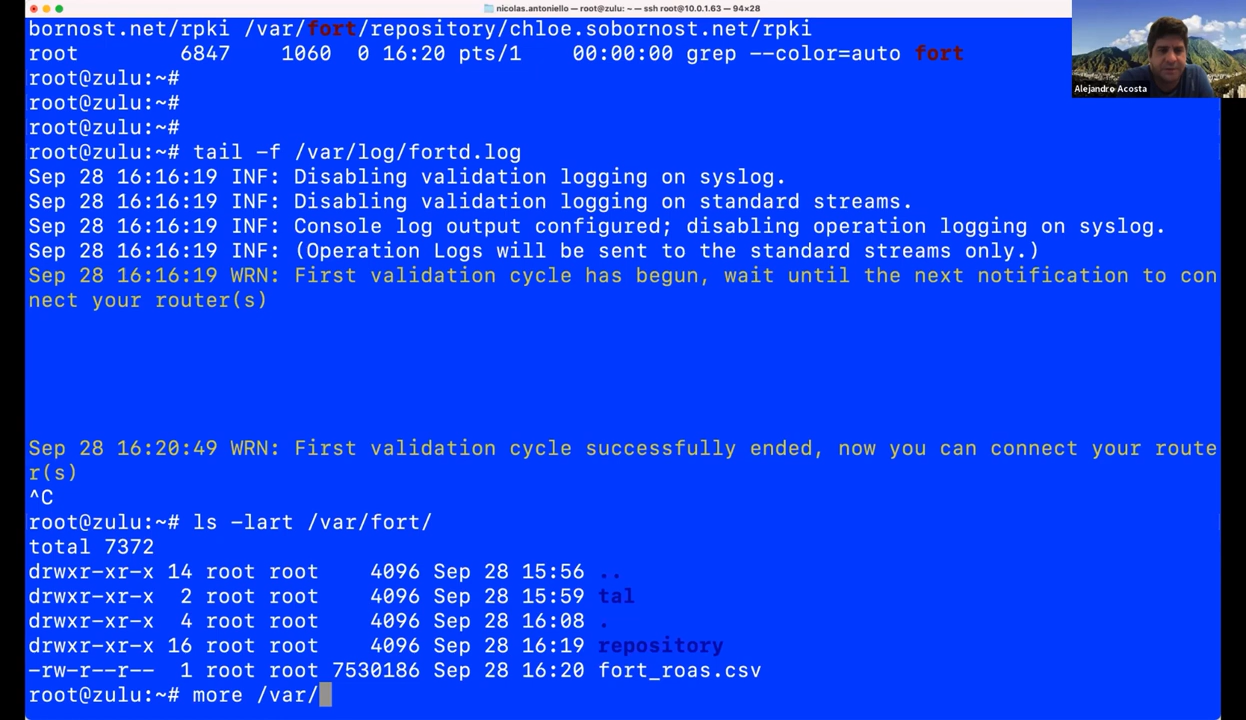 nicolas.antoniello — root@zulu: ~ — ssh root@10.0.1.63 — 94×28
bornost.net/rpki /var/fort/repository/chloe.sobornost.net/rpki
root        6847    1060  0 16:20 pts/1    00:00:00 grep --color=auto fort
root@zulu:~#
root@zulu:~#
root@zulu:~#
root@zulu:~# tail -f /var/log/fortd.log
Sep 28 16:16:19 INF: Disabling validation logging on syslog.
Sep 28 16:16:19 INF: Disabling validation logging on standard streams.
Sep 28 16:16:19 INF: Console log output configured; disabling operation logging on syslog.
Sep 28 16:16:19 INF: (Operation Logs will be sent to the standard streams only.)
Sep 28 16:16:19 WRN: First validation cycle has begun, wait until the next notification to con
nect your router(s)
Sep 28 16:20:49 WRN: First validation cycle successfully ended, now you can connect your route
r(s)
^C
root@zulu:~# ls -lart /var/fort/
total 7372
drwxr-xr-x 14 root root    4096 Sep 28 15:56 ..
drwxr-xr-x  2 root root    4096 Sep 28 15:59 tal
drwxr-xr-x  4 root root    4096 Sep 28 16:08 .
drwxr-xr-x 16 root root    4096 Sep 28 16:19 repository
-rw-r--r--  1 root root 7530186 Sep 28 16:20 fort_roas.csv
root@zulu:~# more /var/
Alejandro Acosta